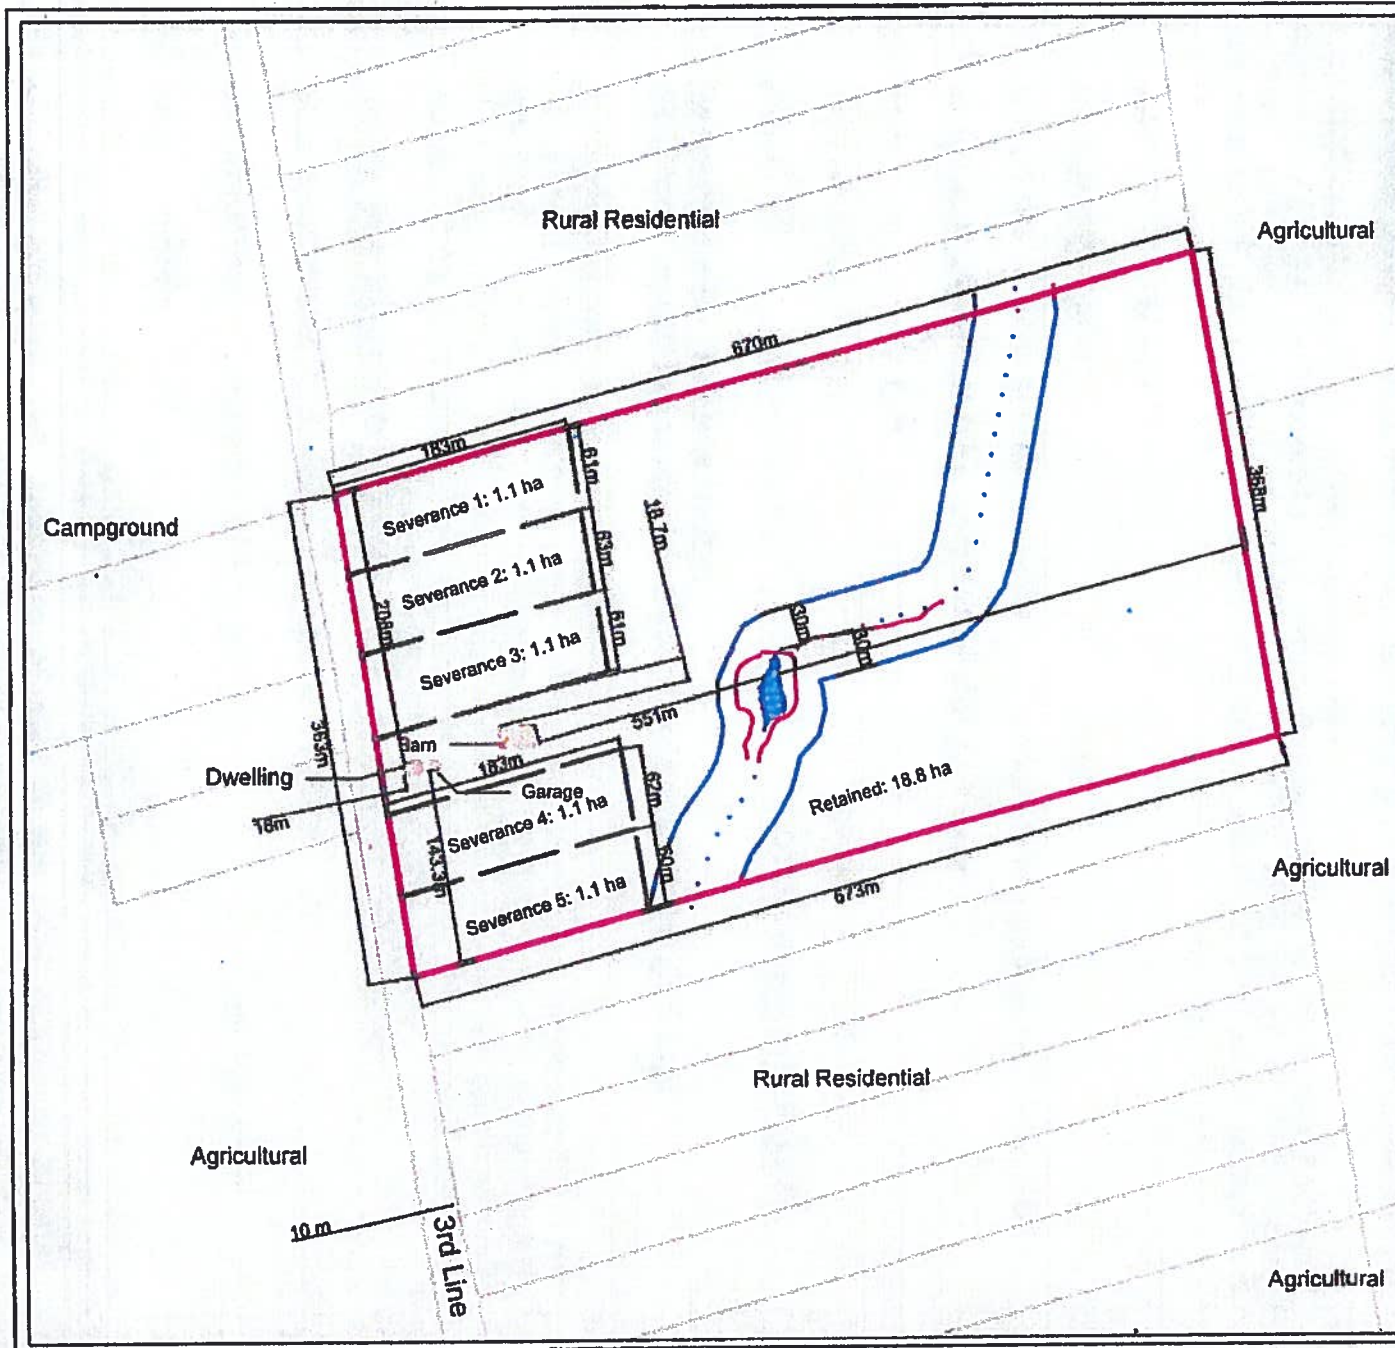 Rural Residential
Agricultural
670m
183m
61m
Severance 1: 1.1 ha
18.7m
368m
Campground
63m
Severance 2: 1.1 ha
208m
30m
61m
30m
Severance 3: 1.1 ha
551m
363m
Barn
183m
Dwelling
Garage
62m
Retained: 18.8 ha
18m
Severance 4: 1.1 ha
143.3m
60m
Agricultural
Severance 5: 1.1 ha
673m
Rural Residential
Agricultural
10 m
3rd Line
Agricultural